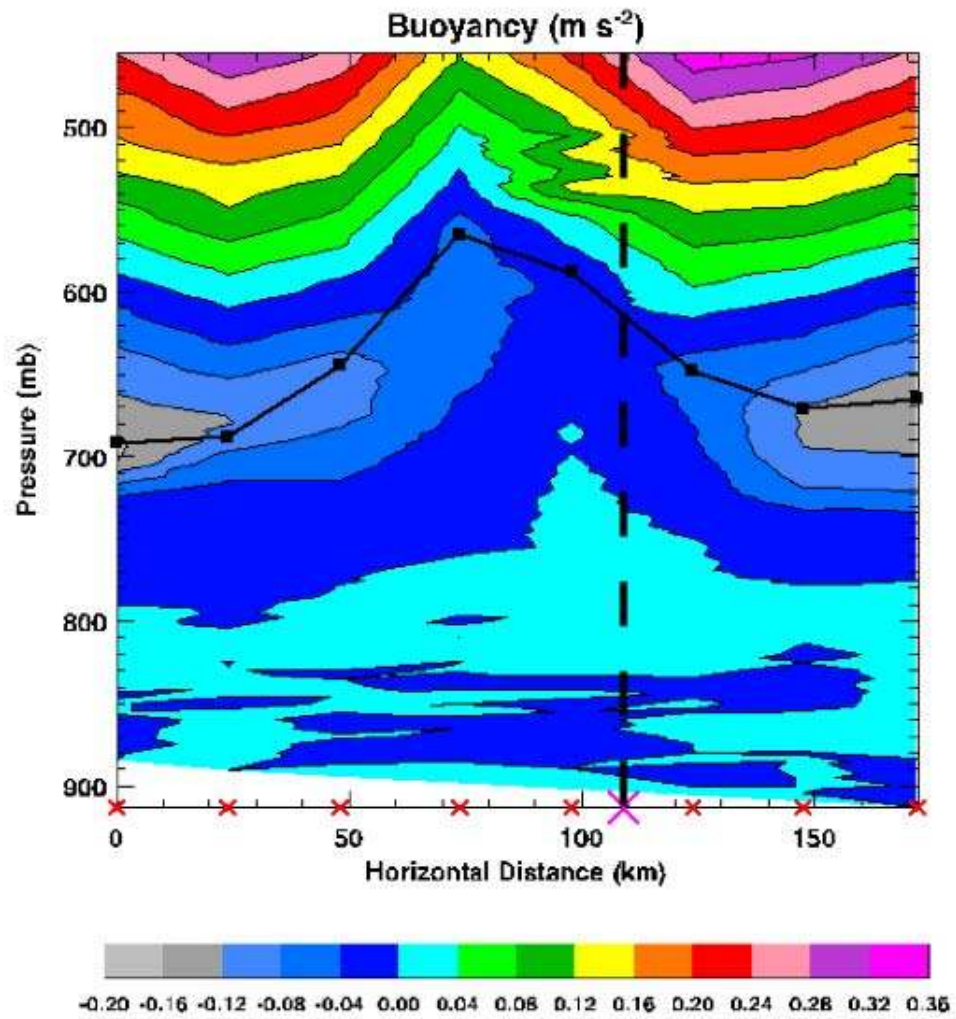 Buoyancy (m s⁻²)
500
600
700
800
900
Pressure (mb)
0 50 100 150
Horizontal Distance (km)
-0.20 -0.16 -0.12 -0.08 -0.04 0.00 0.04 0.08 0.12 0.16 0.20 0.24 0.28 0.32 0.36